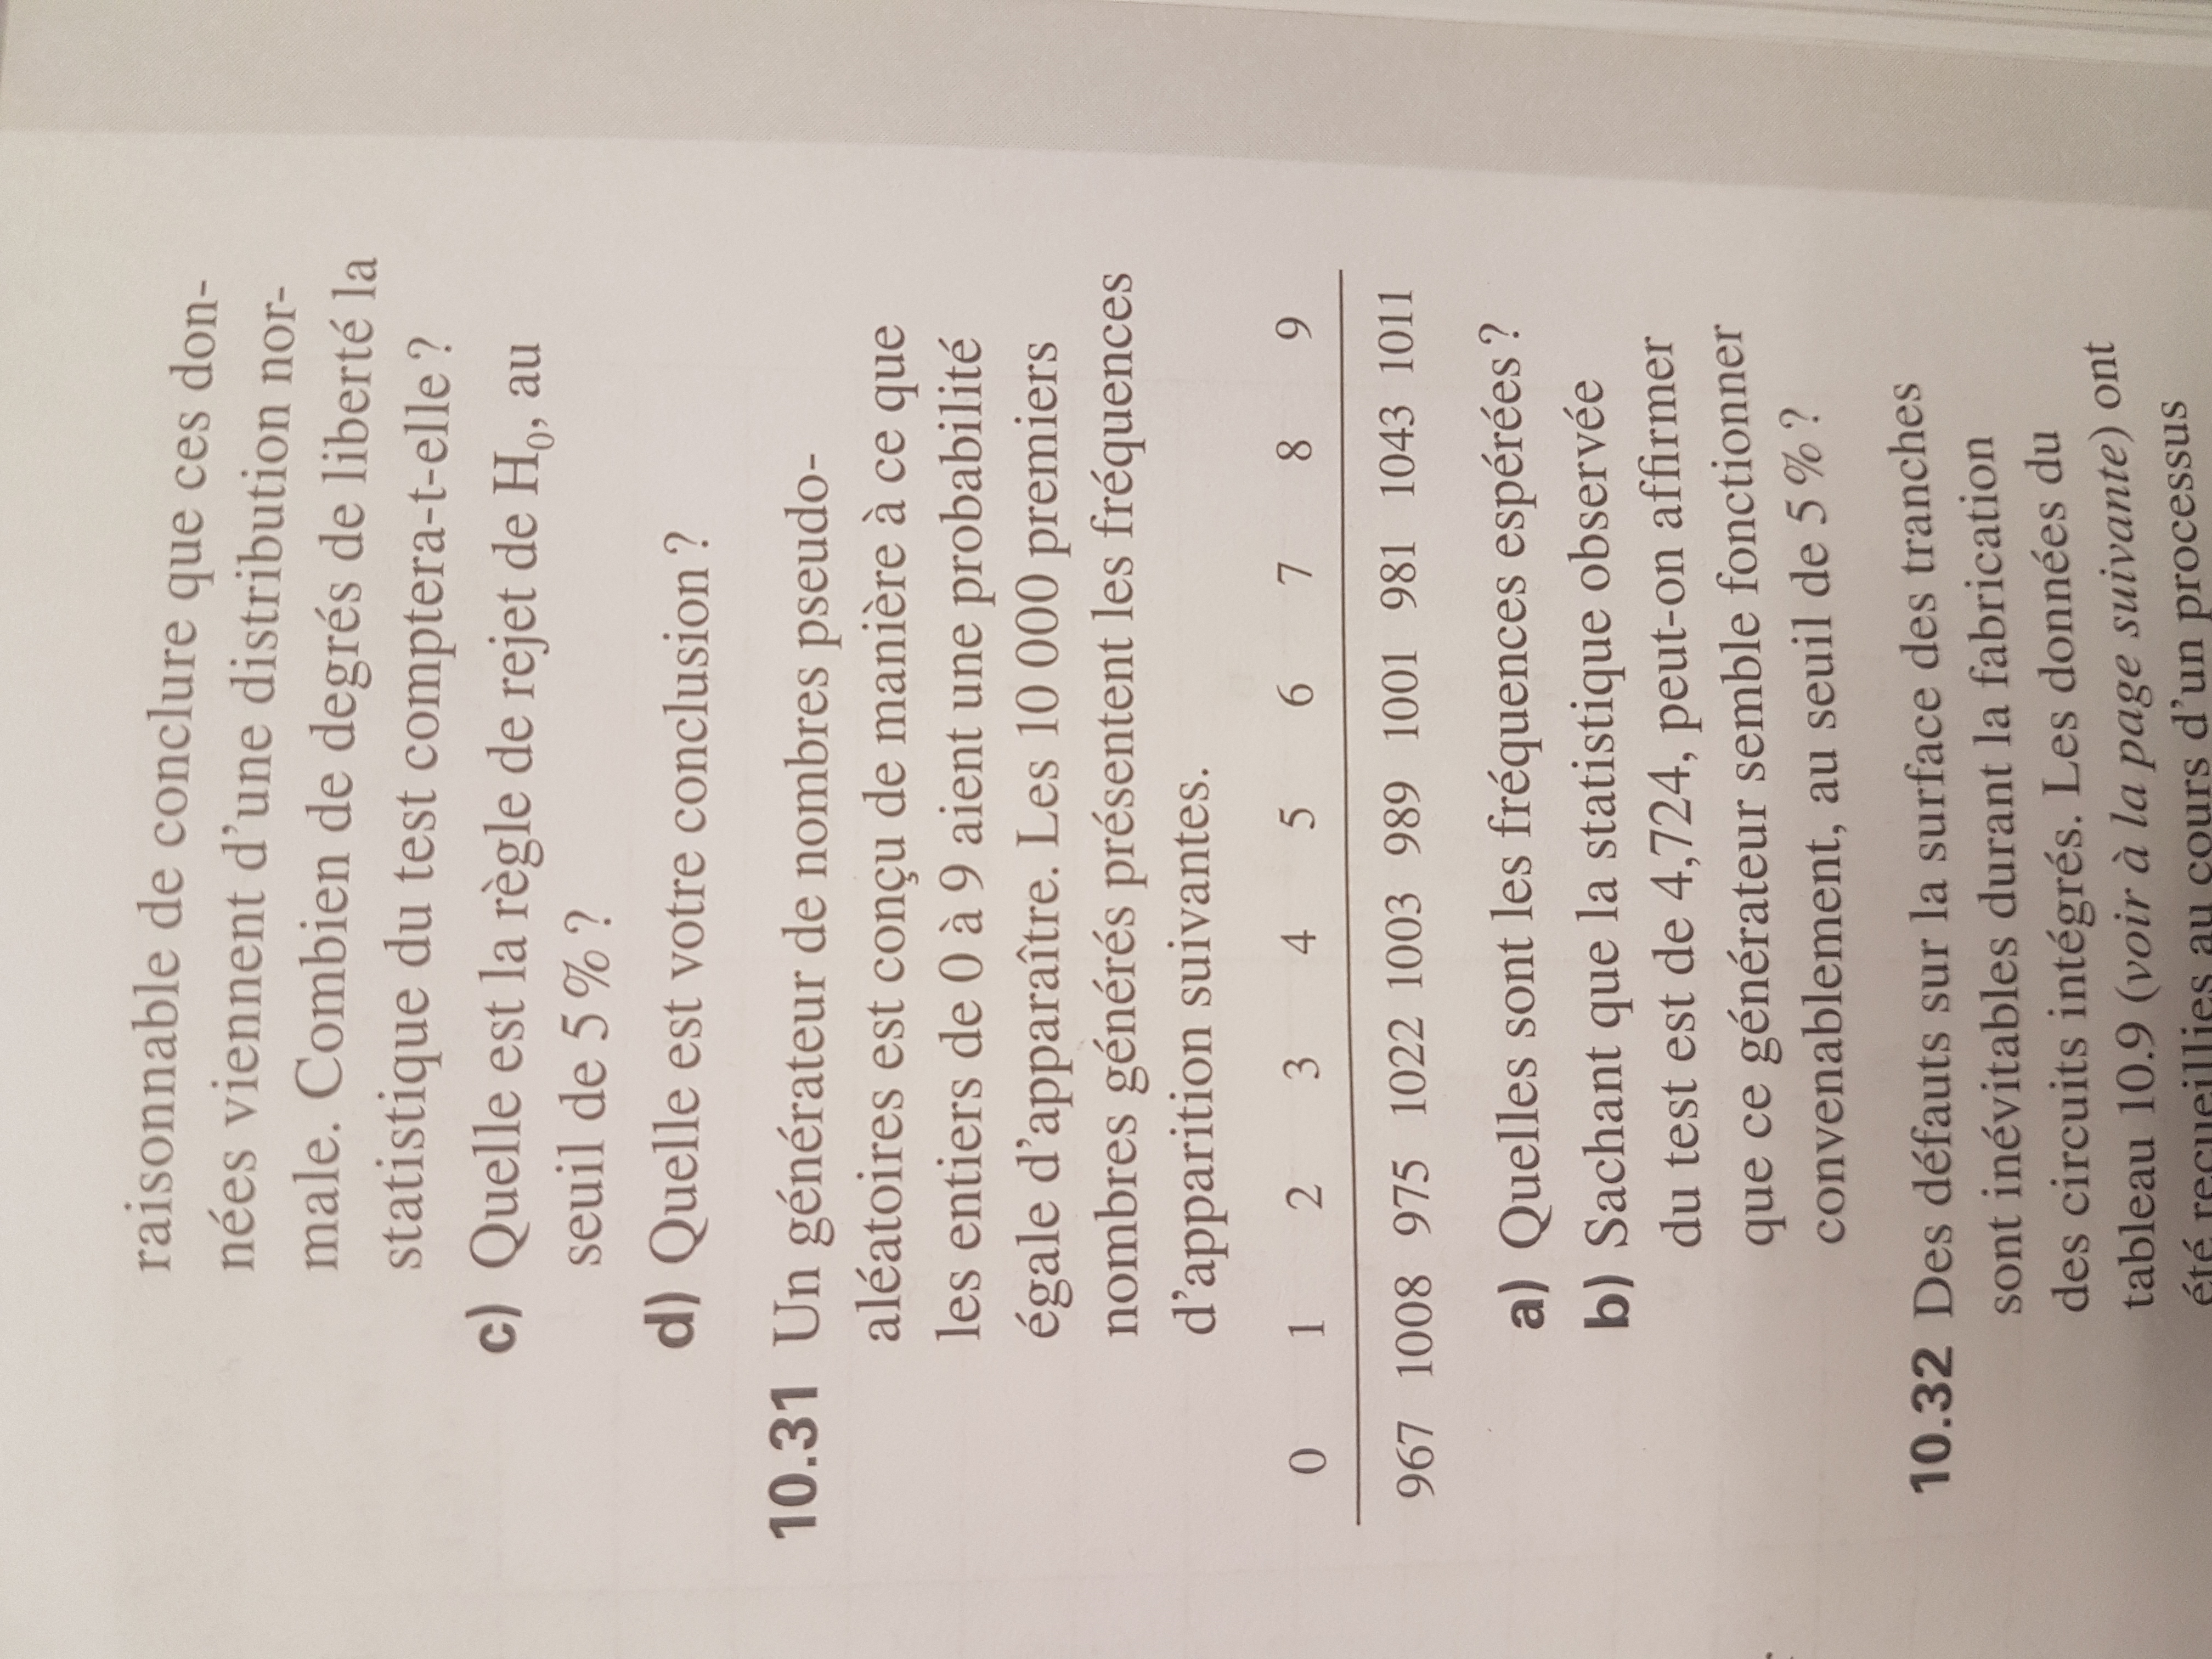 raisonnable de conclure que ces don-
nées viennent d'une distribution nor-
male. Combien de degrés de liberté la
statistique du test comptera-t-elle ?
c) Quelle est la règle de rejet de H₀, au
seuil de 5 % ?
d) Quelle est votre conclusion ?
10.31 Un générateur de nombres pseudo-
aléatoires est conçu de manière à ce que
les entiers de 0 à 9 aient une probabilité
égale d'apparaître. Les 10 000 premiers
nombres générés présentent les fréquences
d'apparition suivantes.
0 1 2 3 4 5 6 7 8 9
967 1008 975 1022 1003 989 1001 981 1043 1011
a) Quelles sont les fréquences espérées ?
b) Sachant que la statistique observée
du test est de 4,724, peut-on affirmer
que ce générateur semble fonctionner
convenablement, au seuil de 5 % ?
10.32 Des défauts sur la surface des tranches
sont inévitables durant la fabrication
des circuits intégrés. Les données du
tableau 10.9 (voir à la page suivante) ont
été recueillies au cours d'un processus